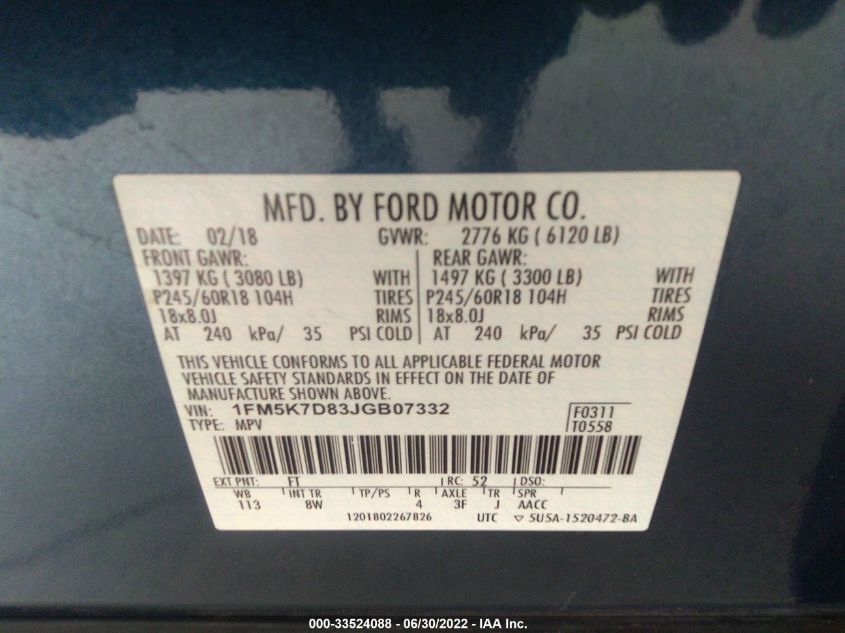 MFD. BY FORD MOTOR CO.
DATE: 02/18 GVWR: 2776 KG ( 6120 LB)
FRONT GAWR: REAR GAWR:
1397 KG ( 3080 LB) WITH 1497 KG ( 3300 LB) WITH
P245/60R18 104H TIRES P245/60R18 104H TIRES
18x8.0J RIMS 18x8.0J RIMS
AT 240 kPa/ 35 PSI COLD AT 240 kPa/ 35 PSI COLD
THIS VEHICLE CONFORMS TO ALL APPLICABLE FEDERAL MOTOR
VEHICLE SAFETY STANDARDS IN EFFECT ON THE DATE OF
MANUFACTURE SHOWN ABOVE.
VIN: 1FM5K7D83JGB07332 F0311
TYPE: MPV T0558
EXT PNT: FT RC: 52 DSO:
WB INT TR TP/PS R AXLE TR SPR
113 8W 4 3F J AACC
1201802267826 UTC ▽ 5U5A-1520472-BA
000-33524088 - 06/30/2022 - IAA Inc.